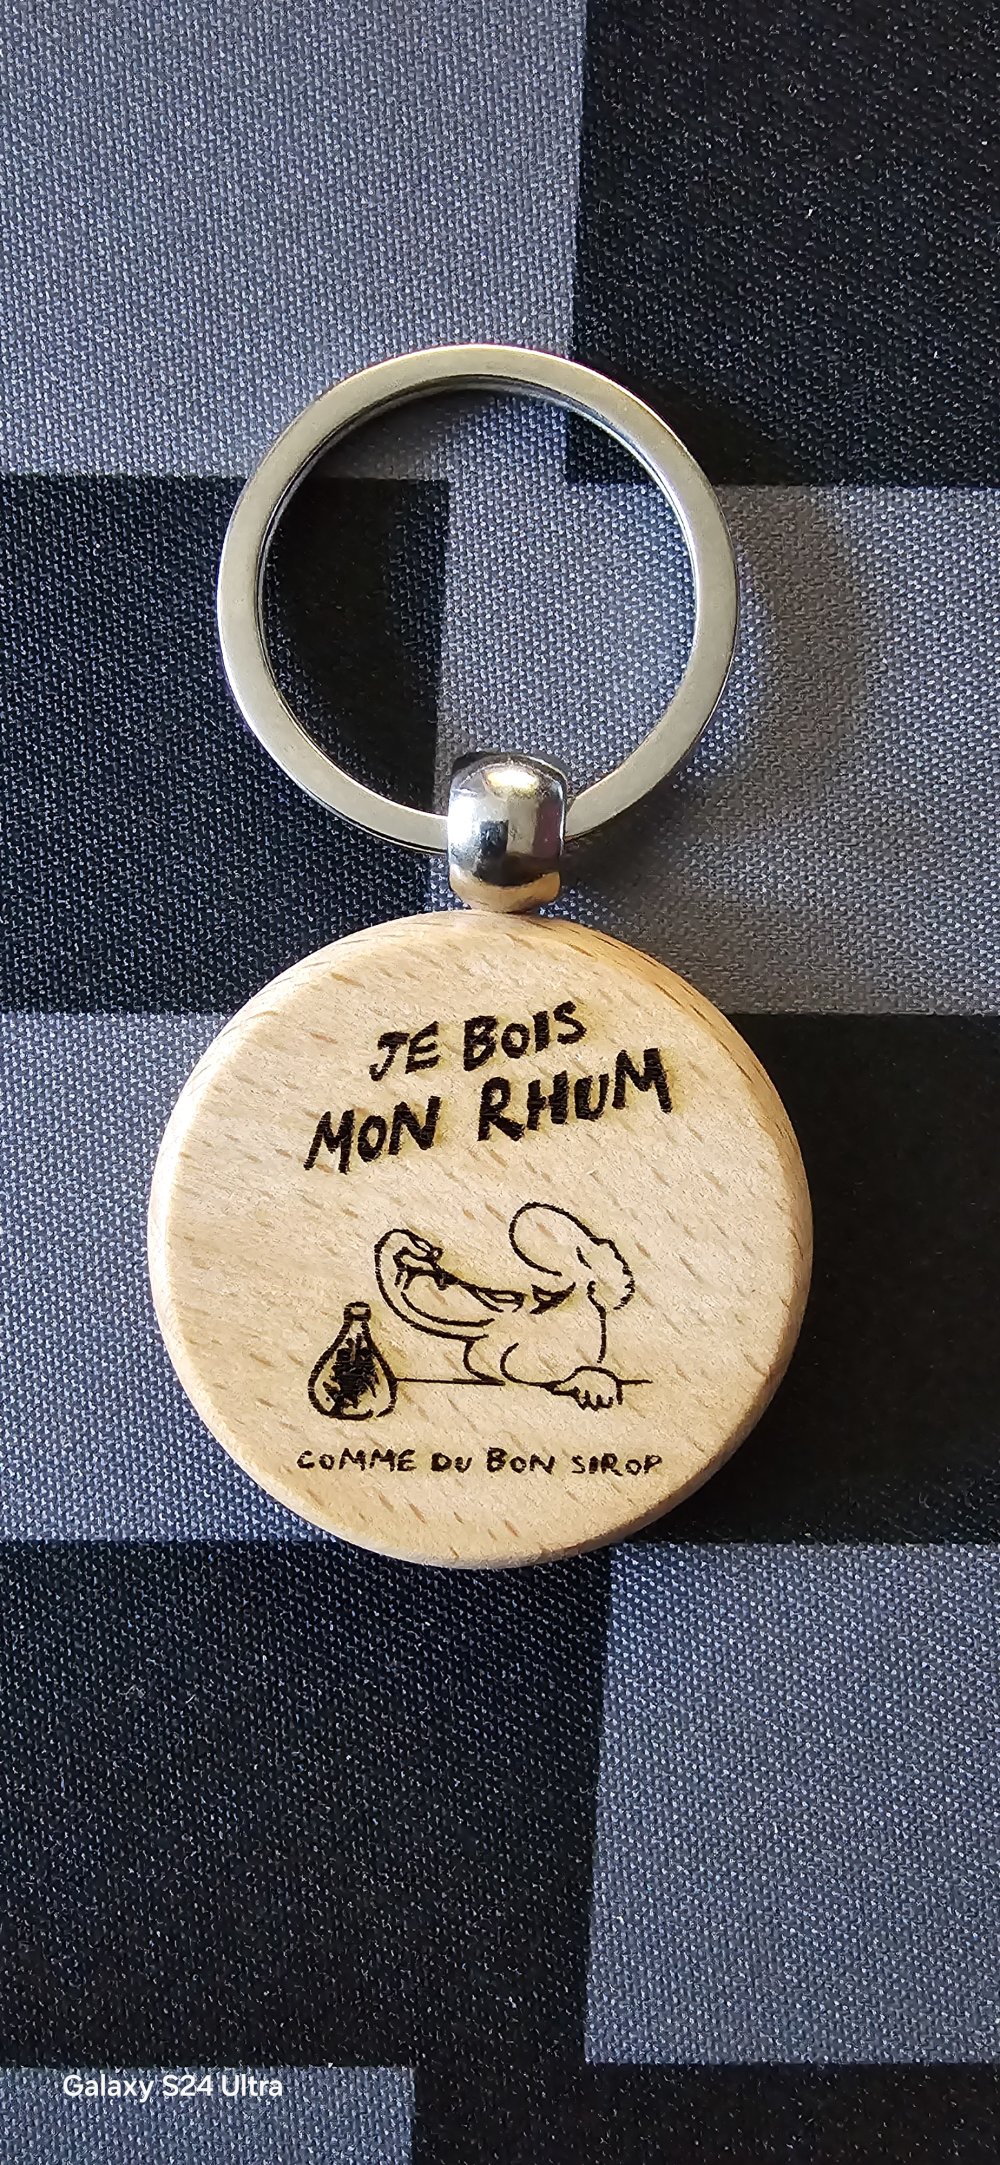 JE BOIS
MON RHUM
COMME DU BON SIROP
Galaxy S24 Ultra